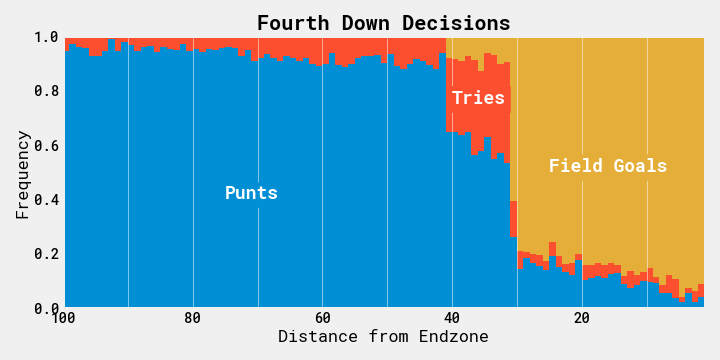 Fourth Down Decisions
1.0
0.8
0.6
0.4
0.2
0.0
Frequency
Punts
Tries
Field Goals
100 80 60 40 20
Distance from Endzone